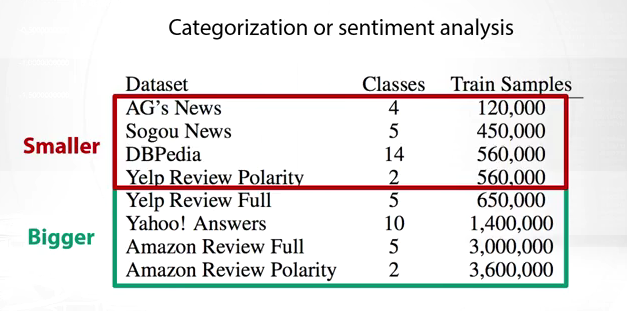 Categorization or sentiment analysis
Dataset Classes Train Samples
AG's News 4 120,000
Sogou News 5 450,000
Smaller
DBPedia 14 560,000
Yelp Review Polarity 2 560,000
Yelp Review Full 5 650,000
Yahoo! Answers 10 1,400,000
Bigger
Amazon Review Full 5 3,000,000
Amazon Review Polarity 2 3,600,000